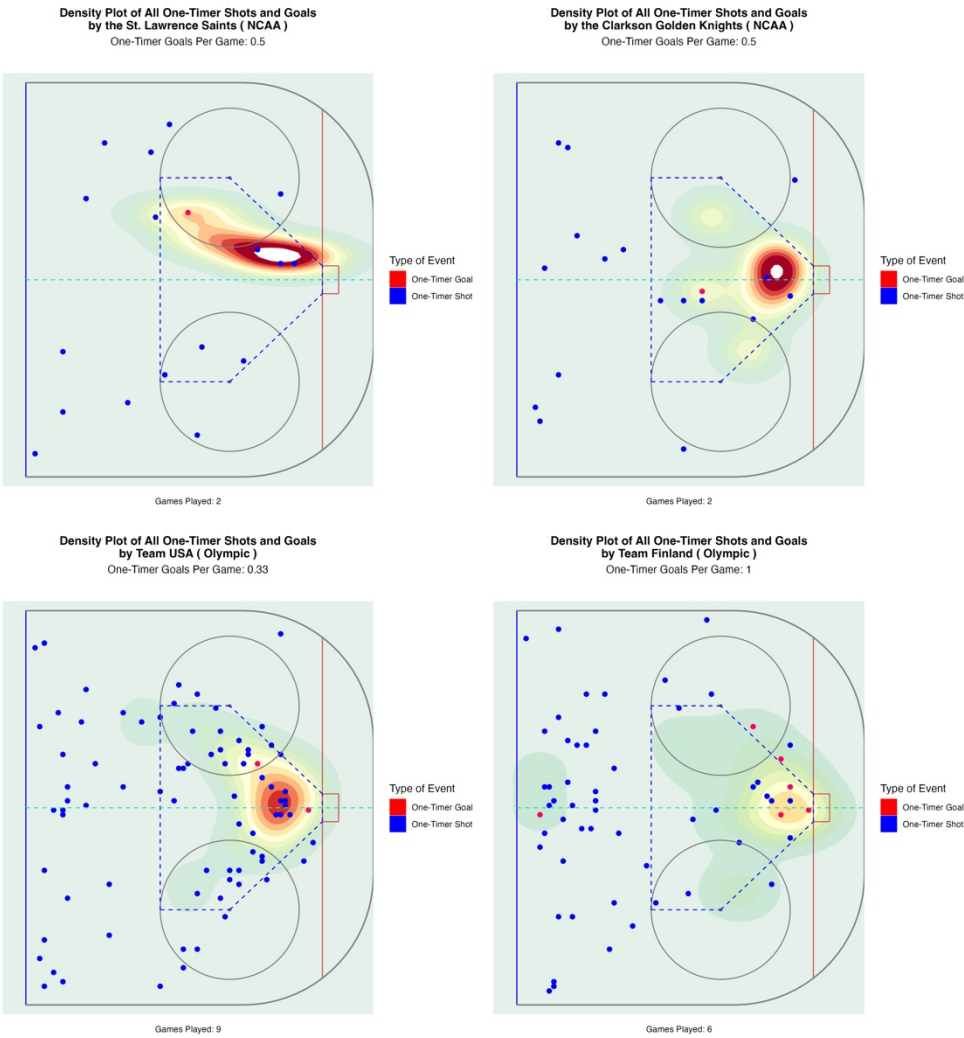 Density Plot of All One-Timer Shots and Goals
by the St. Lawrence Saints ( NCAA )
One-Timer Goals Per Game: 0.5
Type of Event
One-Timer Goal
One-Timer Shot
Games Played: 2
Density Plot of All One-Timer Shots and Goals
by the Clarkson Golden Knights ( NCAA )
One-Timer Goals Per Game: 0.5
Type of Event
One-Timer Goal
One-Timer Shot
Games Played: 2
Density Plot of All One-Timer Shots and Goals
by Team USA ( Olympic )
One-Timer Goals Per Game: 0.33
Type of Event
One-Timer Goal
One-Timer Shot
Games Played: 9
Density Plot of All One-Timer Shots and Goals
by Team Finland ( Olympic )
One-Timer Goals Per Game: 1
Type of Event
One-Timer Goal
One-Timer Shot
Games Played: 6